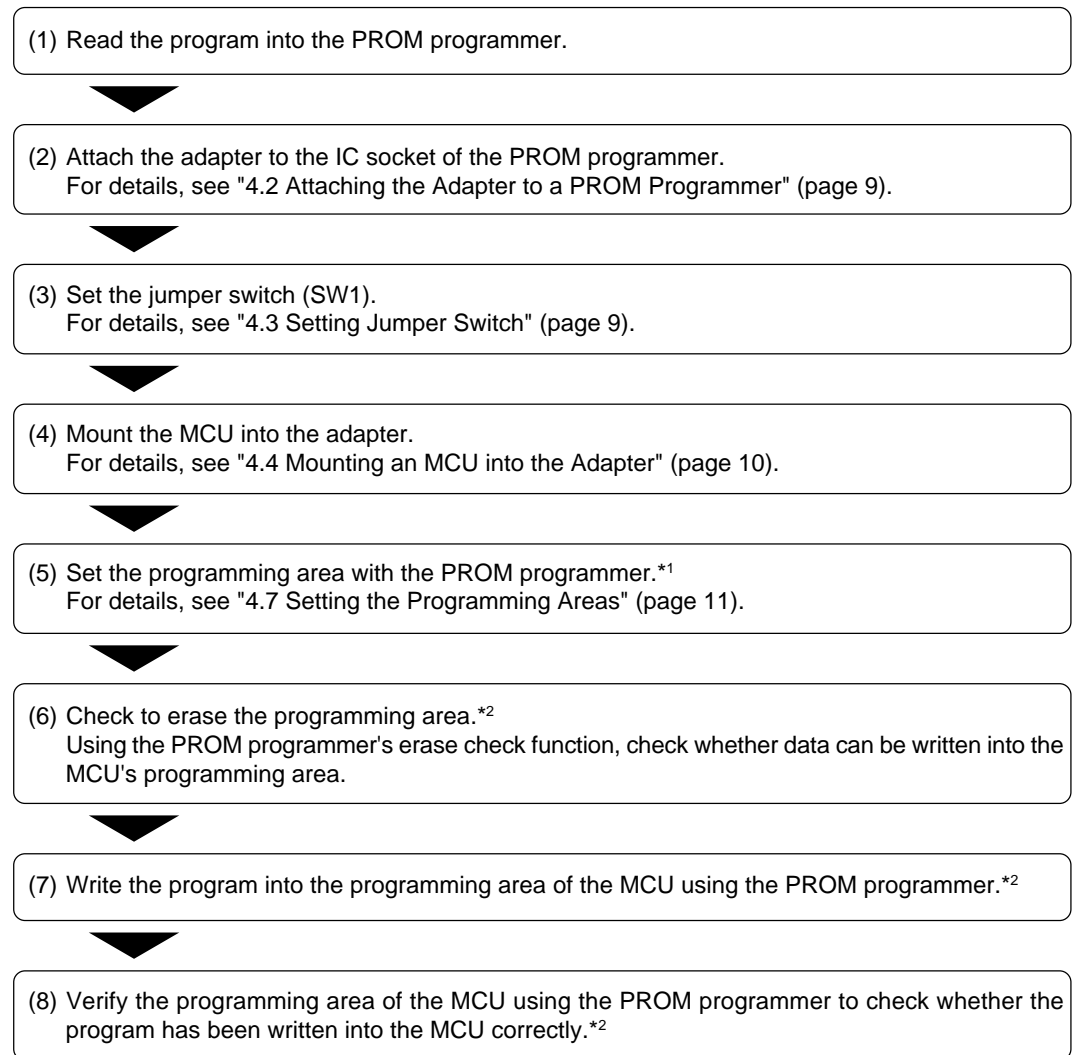 (1) Read the program into the PROM programmer.
(2) Attach the adapter to the IC socket of the PROM programmer.
For details, see "4.2 Attaching the Adapter to a PROM Programmer" (page 9).
(3) Set the jumper switch (SW1).
For details, see "4.3 Setting Jumper Switch" (page 9).
(4) Mount the MCU into the adapter.
For details, see "4.4 Mounting an MCU into the Adapter" (page 10).
(5) Set the programming area with the PROM programmer.*1
For details, see "4.7 Setting the Programming Areas" (page 11).
(6) Check to erase the programming area.*2
Using the PROM programmer's erase check function, check whether data can be written into the
MCU's programming area.
(7) Write the program into the programming area of the MCU using the PROM programmer.*2
(8) Verify the programming area of the MCU using the PROM programmer to check whether the
program has been written into the MCU correctly.*2